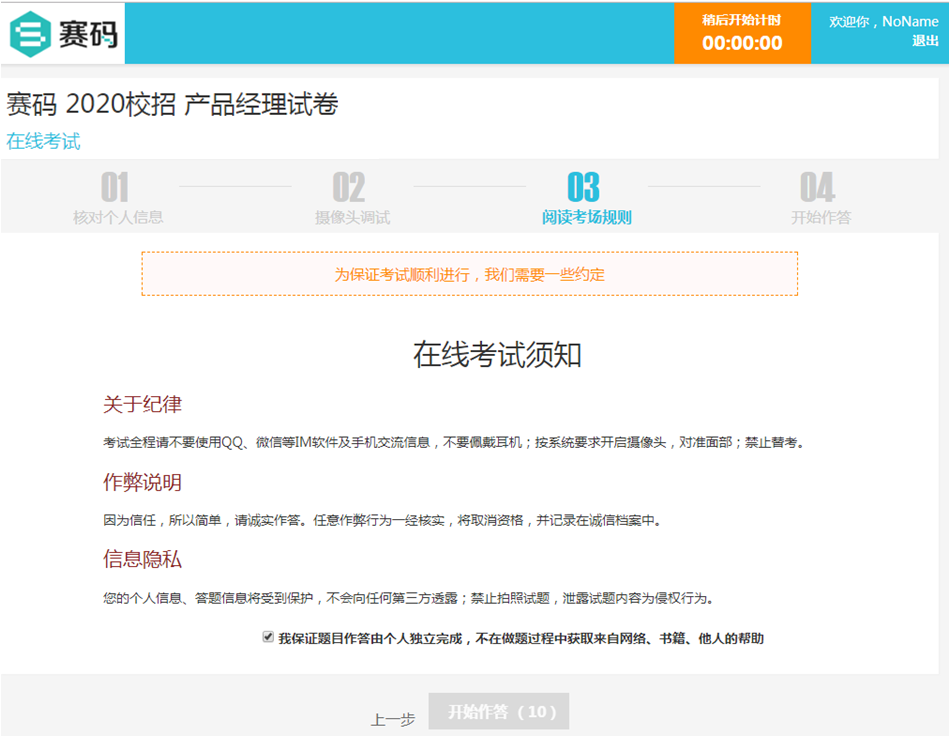 赛码
稍后开始计时
00:00:00
欢迎你，NoName
退出
赛码 2020校招 产品经理试卷
在线考试
01
核对个人信息
02
摄像头调试
03
阅读考场规则
04
开始作答
为保证考试顺利进行，我们需要一些约定
在线考试须知
关于纪律
考试全程请不要使用QQ、微信等IM软件及手机交流信息，不要佩戴耳机；按系统要求开启摄像头，对准面部；禁止替考。
作弊说明
因为信任，所以简单，请诚实作答。任意作弊行为一经核实，将取消资格，并记录在诚信档案中。
信息隐私
您的个人信息、答题信息将受到保护，不会向任何第三方透露；禁止拍照试题，泄露试题内容为侵权行为。
我保证题目作答由个人独立完成，不在做题过程中获取来自网络、书籍、他人的帮助
上一步
开始作答（10）